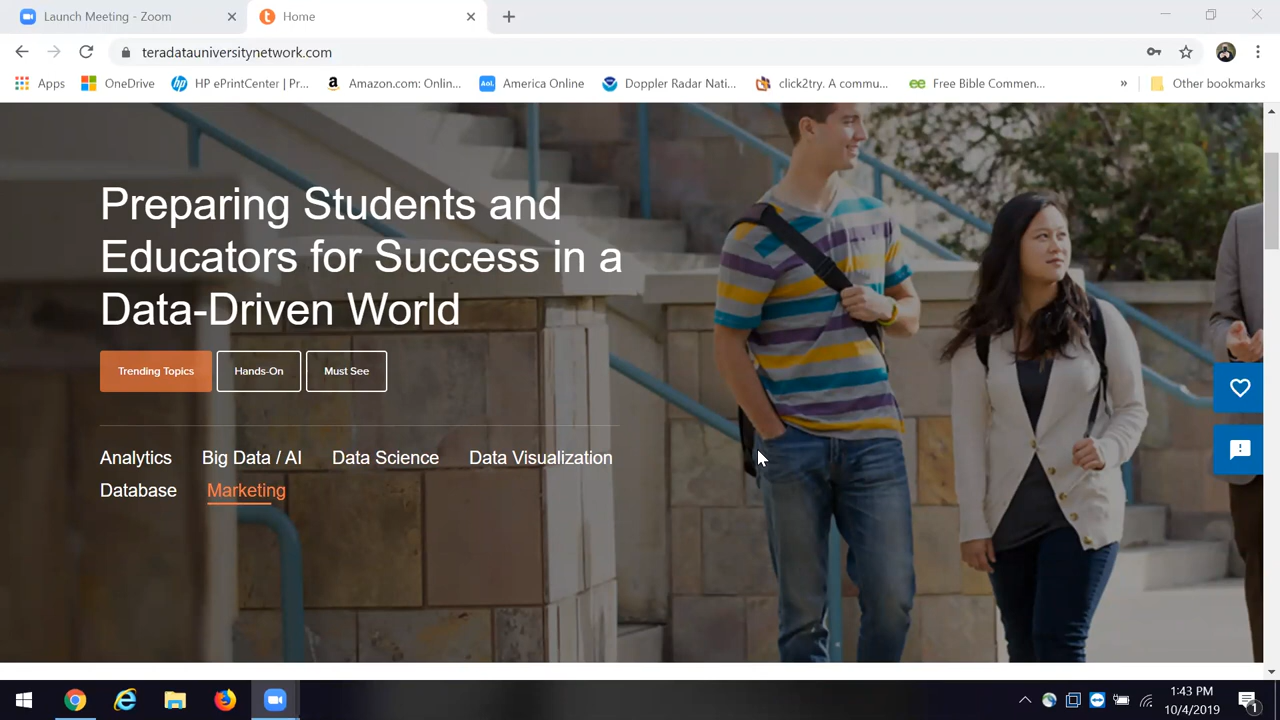 Launch Meeting - Zoom
Home
teradatauniversitynetwork.com
Apps
OneDrive
HP ePrintCenter | Pr...
Amazon.com: Onlin...
Aol.
America Online
Doppler Radar Nati...
click2try. A commu...
Free Bible Commen...
»
Other bookmarks
Preparing Students and
Educators for Success in a
Data-Driven World
Trending Topics
Hands-On
Must See
Analytics
Big Data / AI
Data Science
Data Visualization
Database
Marketing
1:43 PM
10/4/2019
1